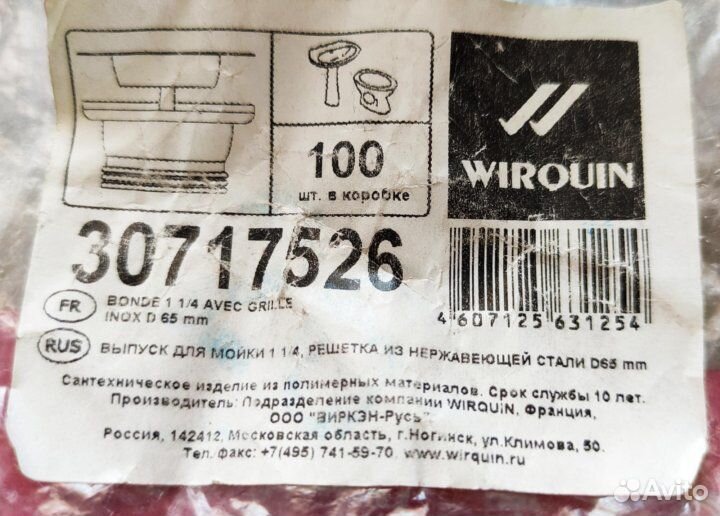 100
шт. в коробке
WIRQUIN
30717526
FR
BONDE 1 1/4 AVEC GRILLE
INOX D 65 mm
4 607125 631254
RUS
ВЫПУСК ДЛЯ МОЙКИ 1 1/4, РЕШЕТКА ИЗ НЕРЖАВЕЮЩЕЙ СТАЛИ D65 mm
Сантехническое изделие из полимерных материалов. Срок службы 10 лет.
Производитель: Подразделение компании WIRQUIN, Франция,
ООО "ВИРКЭН-Русь"
Россия, 142412, Московская область, г.Ногинск, ул.Климова, 50.
Тел. факс: +7(495) 741-59-70 www.wirquin.ru
Avito